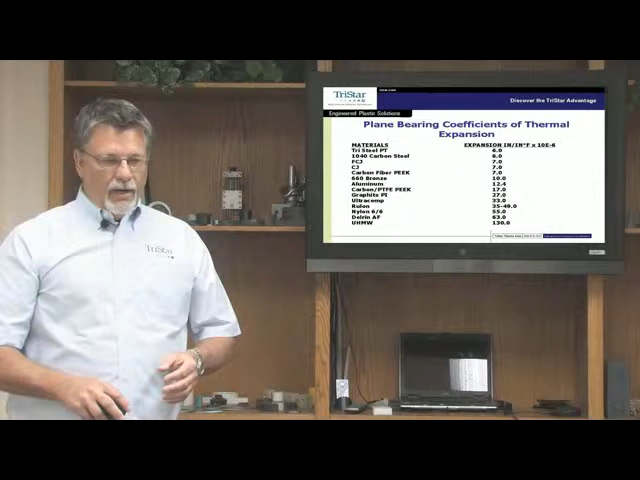 TriStar
Discover the TriStar Advantage
Engineered Plastic Solutions
Plane Bearing Coefficients of Thermal
Expansion
MATERIALS EXPANSION IN/IN°F x 10E-6
Tri Steel PT 6.0
1040 Carbon Steel 6.0
FCJ 7.0
CJ 7.0
Carbon Fiber PEEK 7.0
660 Bronze 10.0
Aluminum 12.4
Carbon/PTFE PEEK 17.0
Graphite PI 27.0
Ultracomp 33.0
Rulon 35-49.0
Nylon 6/6 55.0
Delrin AF 63.0
UHMW 130.0
TriStar